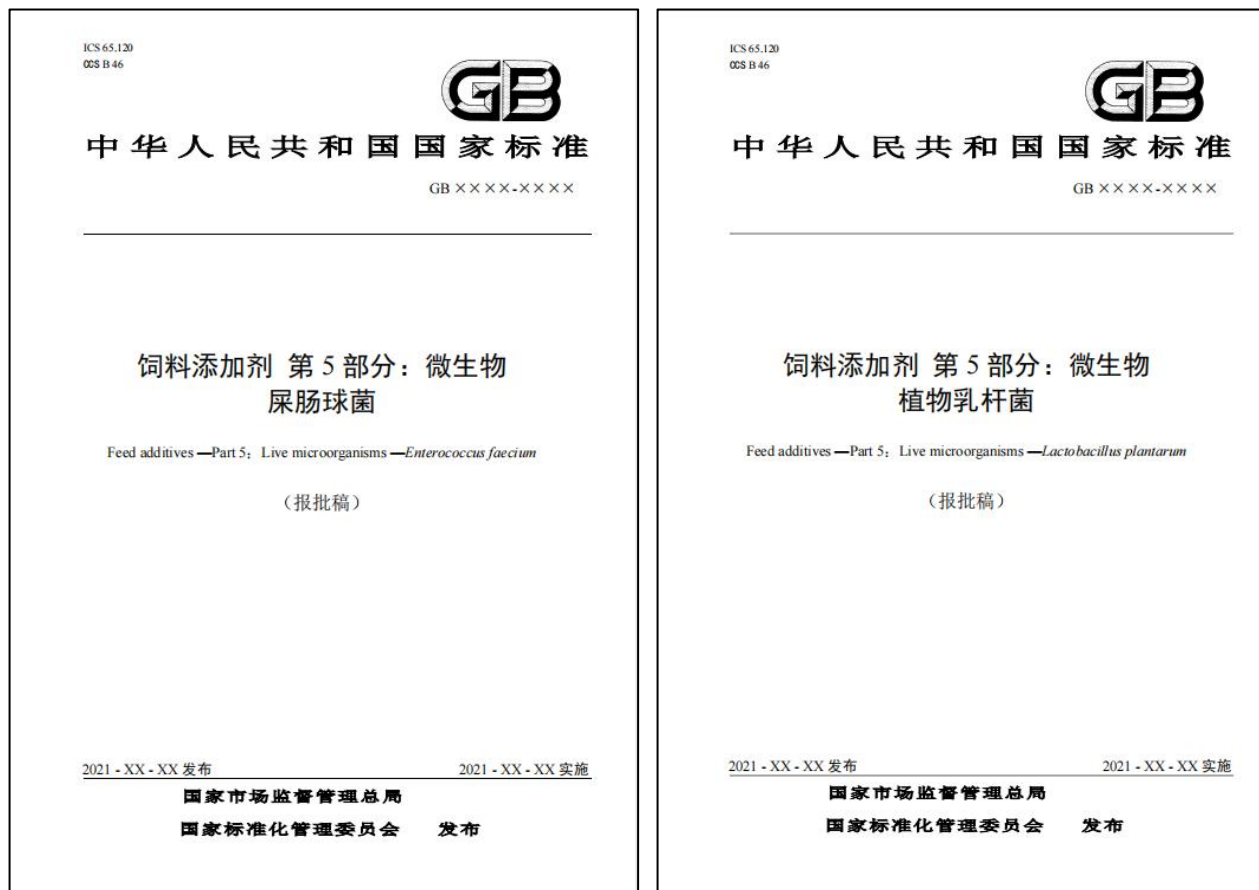 ICS 65.120
CCS B 46
GB
中华人民共和国国家标准
GB ××××-××××
饲料添加剂 第 5 部分：微生物
屎肠球菌
Feed additives —Part 5：Live microorganisms —Enterococcus faecium
（报批稿）
2021 - XX - XX 发布 2021 - XX - XX 实施
国家市场监督管理总局
国家标准化管理委员会 发布
ICS 65.120
CCS B 46
GB
中华人民共和国国家标准
GB ××××-××××
饲料添加剂 第 5 部分：微生物
植物乳杆菌
Feed additives —Part 5：Live microorganisms —Lactobacillus plantarum
（报批稿）
2021 - XX - XX 发布 2021 - XX - XX 实施
国家市场监督管理总局
国家标准化管理委员会 发布